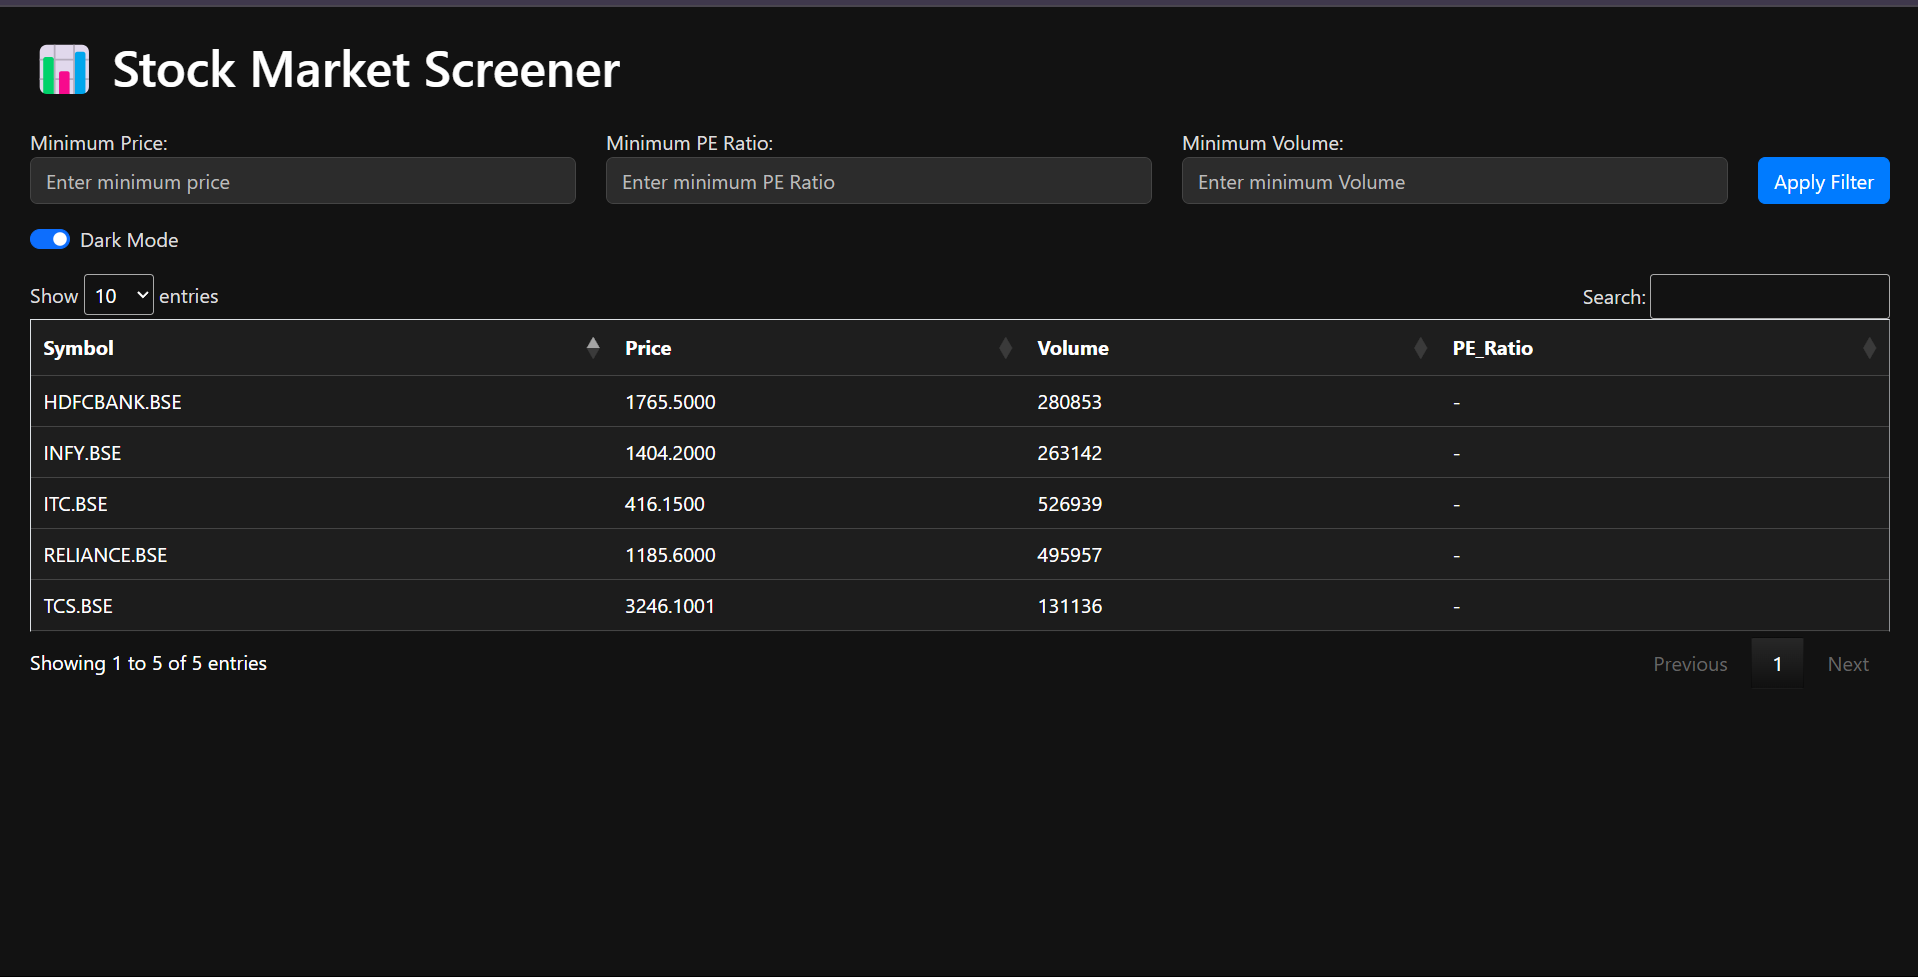 Stock Market Screener
Minimum Price: Minimum PE Ratio: Minimum Volume:
Enter minimum price Enter minimum PE Ratio Enter minimum Volume Apply Filter
Dark Mode
Show 10 entries Search:
Symbol Price Volume PE_Ratio
HDFCBANK.BSE 1765.5000 280853 -
INFY.BSE 1404.2000 263142 -
ITC.BSE 416.1500 526939 -
RELIANCE.BSE 1185.6000 495957 -
TCS.BSE 3246.1001 131136 -
Showing 1 to 5 of 5 entries Previous 1 Next